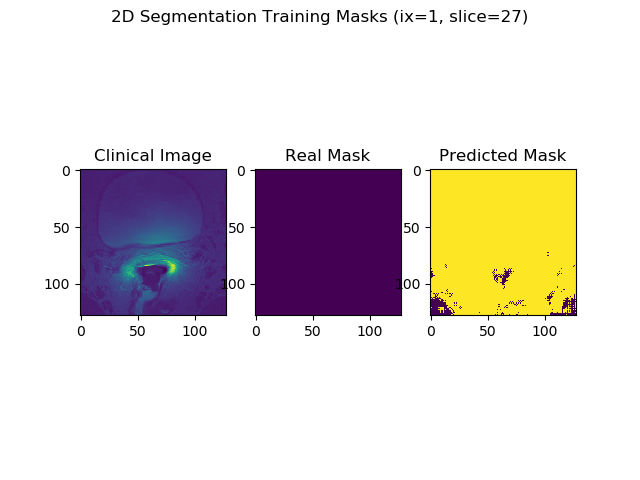 2D Segmentation Training Masks (ix=1, slice=27)
Clinical Image Real Mask Predicted Mask
0 0 0
50 50 50
100 100 100
0 50 100 0 50 100 0 50 100